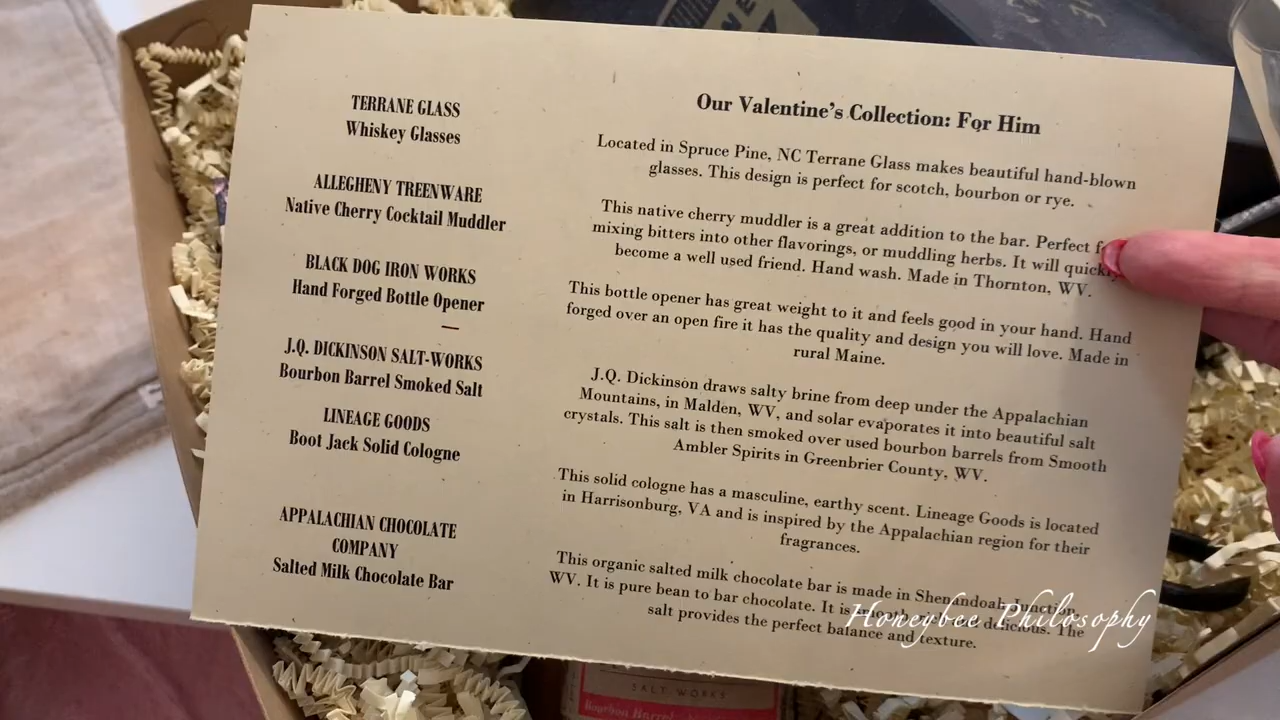 TERRANE GLASS
Whiskey Glasses
ALLEGHENY TREENWARE
Native Cherry Cocktail Muddler
BLACK DOG IRON WORKS
Hand Forged Bottle Opener
J.Q. DICKINSON SALT-WORKS
Bourbon Barrel Smoked Salt
LINEAGE GOODS
Boot Jack Solid Cologne
APPALACHIAN CHOCOLATE
COMPANY
Salted Milk Chocolate Bar
Our Valentine's Collection: For Him
Located in Spruce Pine, NC Terrane Glass makes beautiful hand-blown
glasses. This design is perfect for scotch, bourbon or rye.
This native cherry muddler is a great addition to the bar. Perfect
mixing bitters into other flavorings, or muddling herbs. It will quickly
become a well used friend. Hand wash. Made in Thornton, WV.
This bottle opener has great weight to it and feels good in your hand. Hand
forged over an open fire it has the quality and design you will love. Made in
rural Maine.
J.Q. Dickinson draws salty brine from deep under the Appalachian
Mountains, in Malden, WV, and solar evaporates it into beautiful salt
crystals. This salt is then smoked over used bourbon barrels from Smooth
Ambler Spirits in Greenbrier County, WV.
This solid cologne has a masculine, earthy scent. Lineage Goods is located
in Harrisonburg, VA and is inspired by the Appalachian region for their
fragrances.
This organic salted milk chocolate bar is made in Shenandoah Junction,
WV. It is pure bean to bar chocolate. It is smooth, delicious. The
salt provides the perfect balance and texture.
Honeybee Philosophy
SALT WORKS
Bourbon Barrel